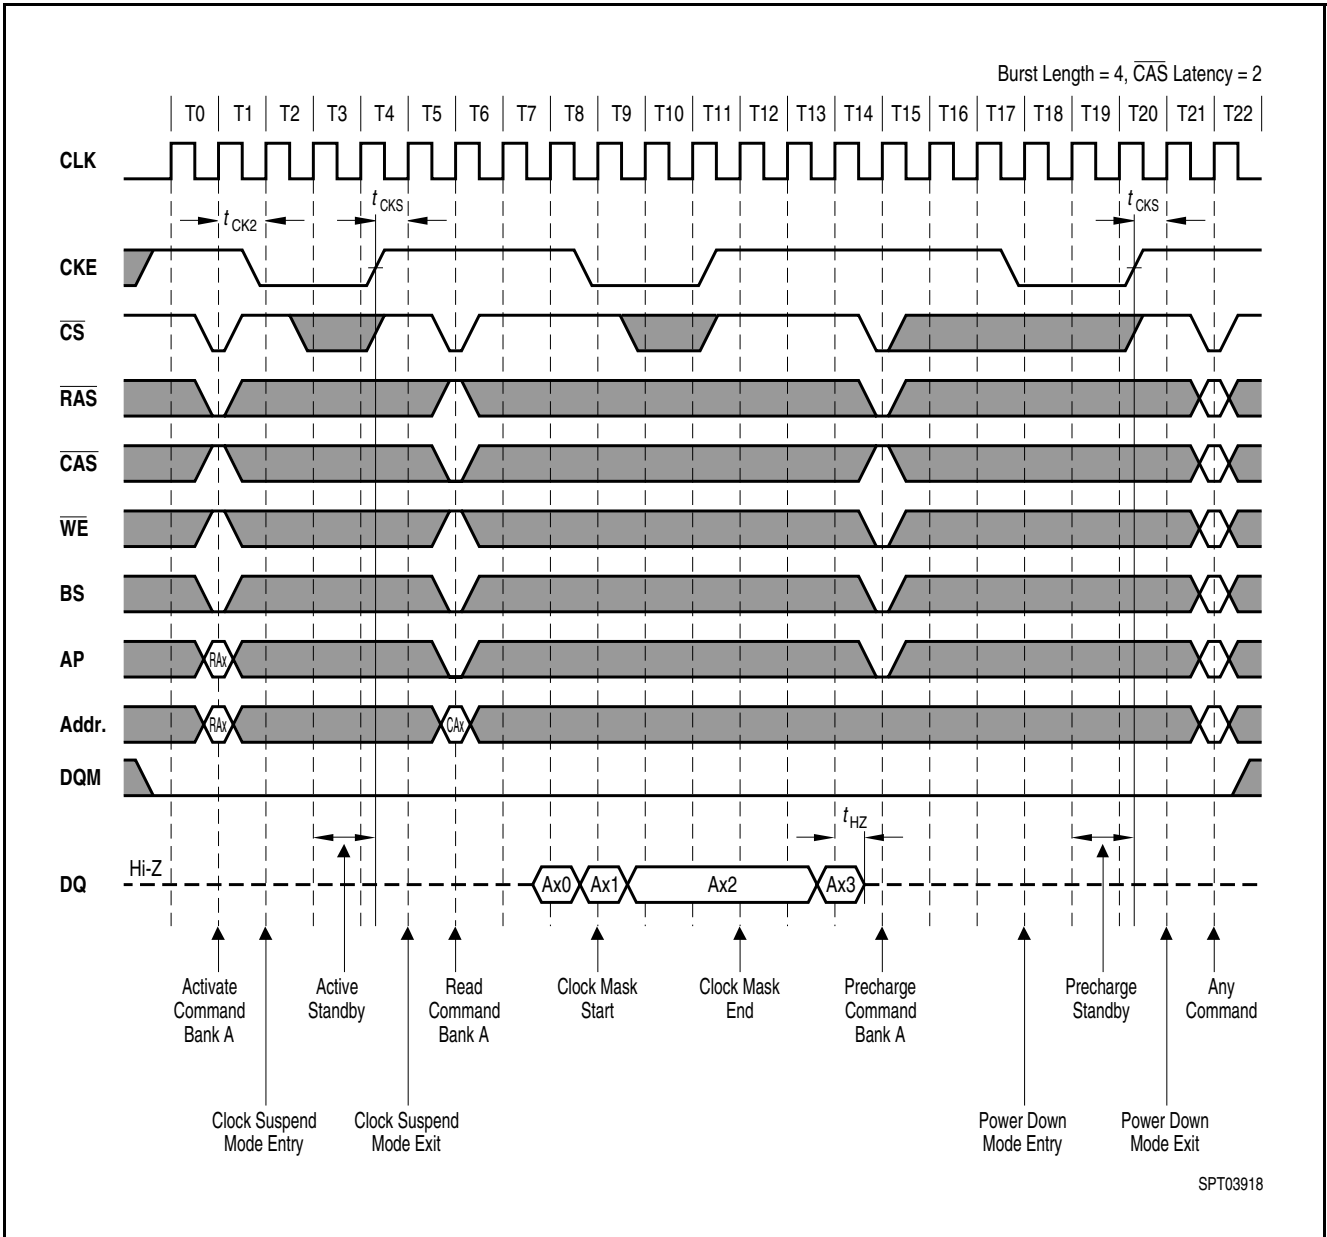 Burst Length = 4, CAS Latency = 2
T0 T1 T2 T3 T4 T5 T6 T7 T8 T9 T10 T11 T12 T13 T14 T15 T16 T17 T18 T19 T20 T21 T22
CLK
tCK2 tCKS tCKS
CKE
CS
RAS
CAS
WE
BS
AP RAx
Addr. RAx CAx
DQM
tHZ
DQ Hi-Z Ax0 Ax1 Ax2 Ax3
Activate Command Bank A
Active Standby
Read Command Bank A
Clock Mask Start
Clock Mask End
Precharge Command Bank A
Precharge Standby
Any Command
Clock Suspend Mode Entry
Clock Suspend Mode Exit
Power Down Mode Entry
Power Down Mode Exit
SPT03918